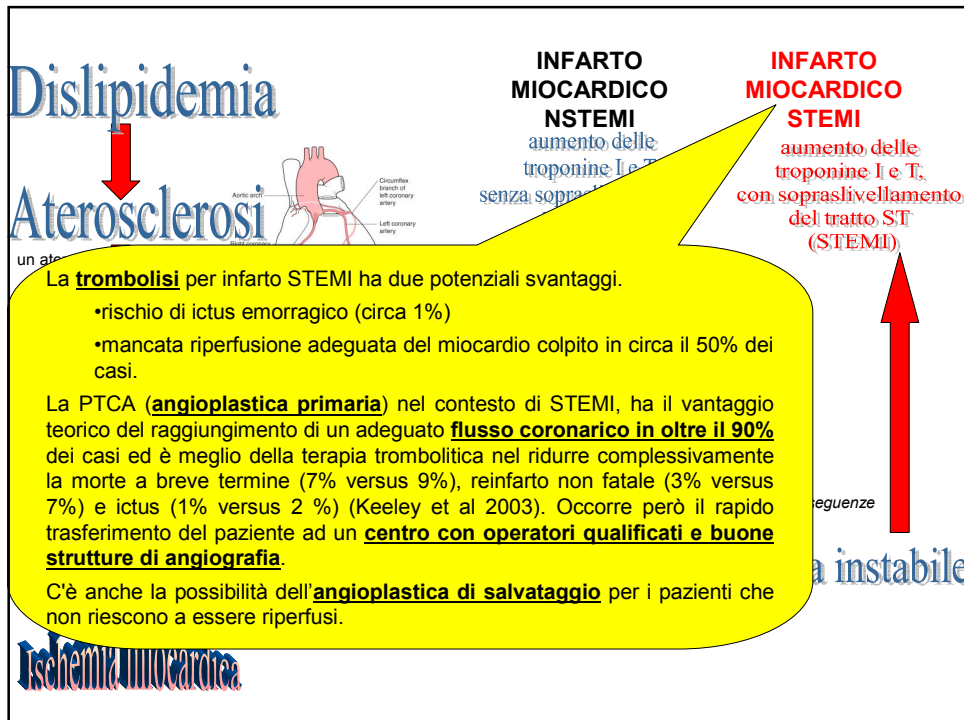 Dislipidemia
Aterosclerosi
un
INFARTO
MIOCARDICO
NSTEMI
aumento delle
troponine I e T
senza
INFARTO
MIOCARDICO
STEMI
aumento delle
troponine I e T,
con sopraslivellamento
del tratto ST
(STEMI)
Aortic arch
Circumflex
branch of
left coronary
artery
Left coronary
artery
La trombolisi per infarto STEMI ha due potenziali svantaggi.
•rischio di ictus emorragico (circa 1%)
•mancata riperfusione adeguata del miocardio colpito in circa il 50% dei
casi.
La PTCA (angioplastica primaria) nel contesto di STEMI, ha il vantaggio
teorico del raggiungimento di un adeguato flusso coronarico in oltre il 90%
dei casi ed è meglio della terapia trombolitica nel ridurre complessivamente
la morte a breve termine (7% versus 9%), reinfarto non fatale (3% versus
7%) e ictus (1% versus 2 %) (Keeley et al 2003). Occorre però il rapido
trasferimento del paziente ad un centro con operatori qualificati e buone
strutture di angiografia.
C'è anche la possibilità dell'angioplastica di salvataggio per i pazienti che
non riescono a essere riperfusi.
seguenze
a instabile
Ischemia miocardica